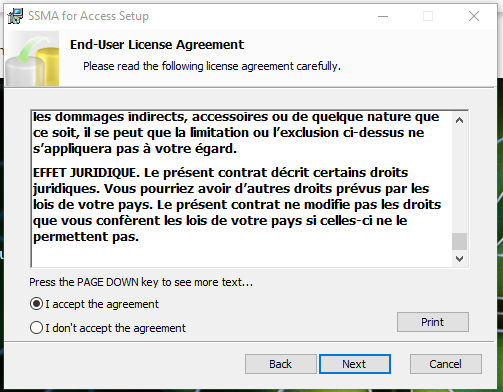 SSMA for Access Setup
End-User License Agreement
Please read the following license agreement carefully.
les dommages indirects, accessoires ou de quelque nature que
ce soit, il se peut que la limitation ou l’exclusion ci-dessus ne
s’appliquera pas à votre égard.
EFFET JURIDIQUE. Le présent contrat décrit certains droits
juridiques. Vous pourriez avoir d’autres droits prévus par les
lois de votre pays. Le présent contrat ne modifie pas les droits
que vous confèrent les lois de votre pays si celles-ci ne le
permettent pas.
Press the PAGE DOWN key to see more text...
I accept the agreement
I don't accept the agreement
Print
Back
Next
Cancel